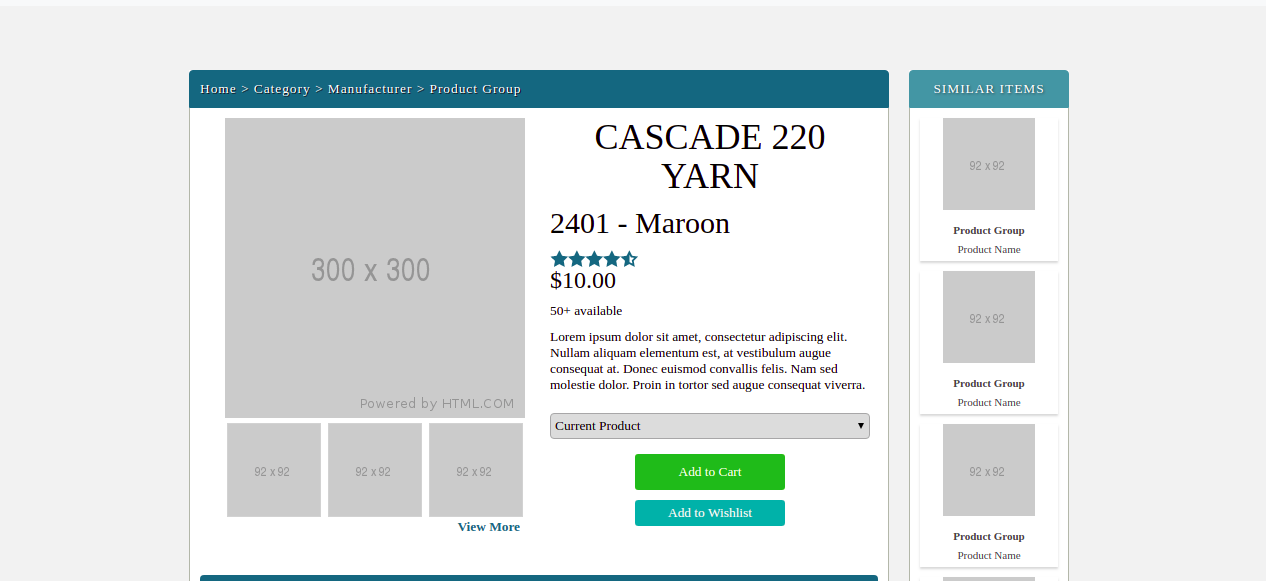 Home > Category > Manufacturer > Product Group
300 x 300
Powered by HTML.COM
92 x 92
92 x 92
92 x 92
View More
CASCADE 220
YARN
2401 - Maroon
$10.00
50+ available
Lorem ipsum dolor sit amet, consectetur adipiscing elit.
Nullam aliquam elementum est, at vestibulum augue
consequat at. Donec euismod convallis felis. Nam sed
molestie dolor. Proin in tortor sed augue consequat viverra.
Current Product
Add to Cart
Add to Wishlist
SIMILAR ITEMS
92 x 92
Product Group
Product Name
92 x 92
Product Group
Product Name
92 x 92
Product Group
Product Name